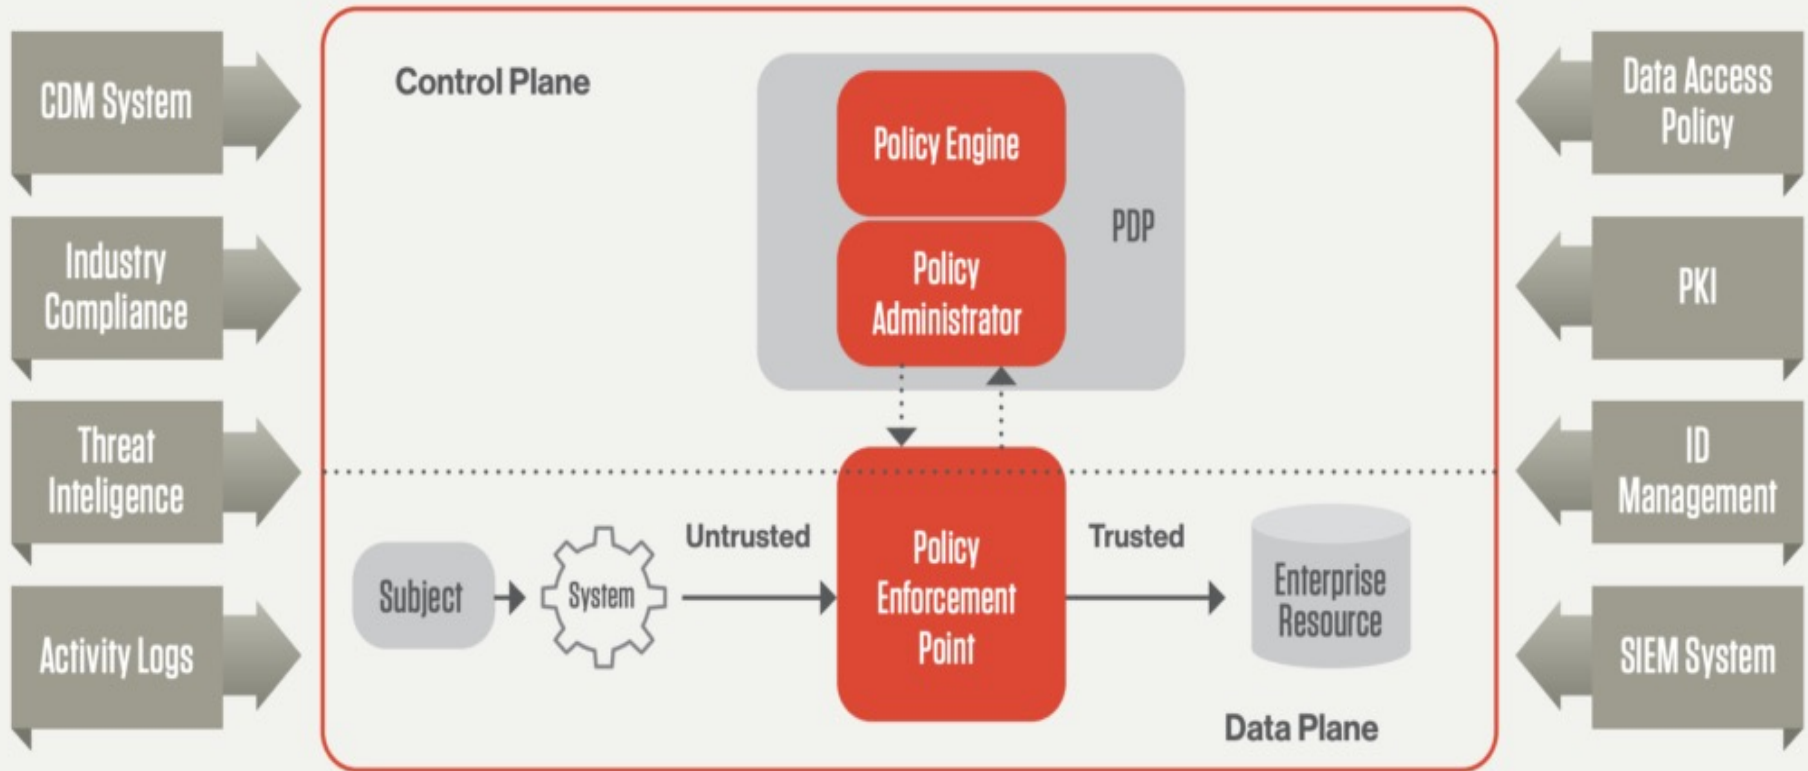 CDM System
Industry
Compliance
Threat
Inteligence
Activity Logs
Control Plane
Policy Engine
Policy
Administrator
PDP
Subject
System
Untrusted
Policy
Enforcement
Point
Trusted
Enterprise
Resource
Data Plane
Data Access
Policy
PKI
ID
Management
SIEM System